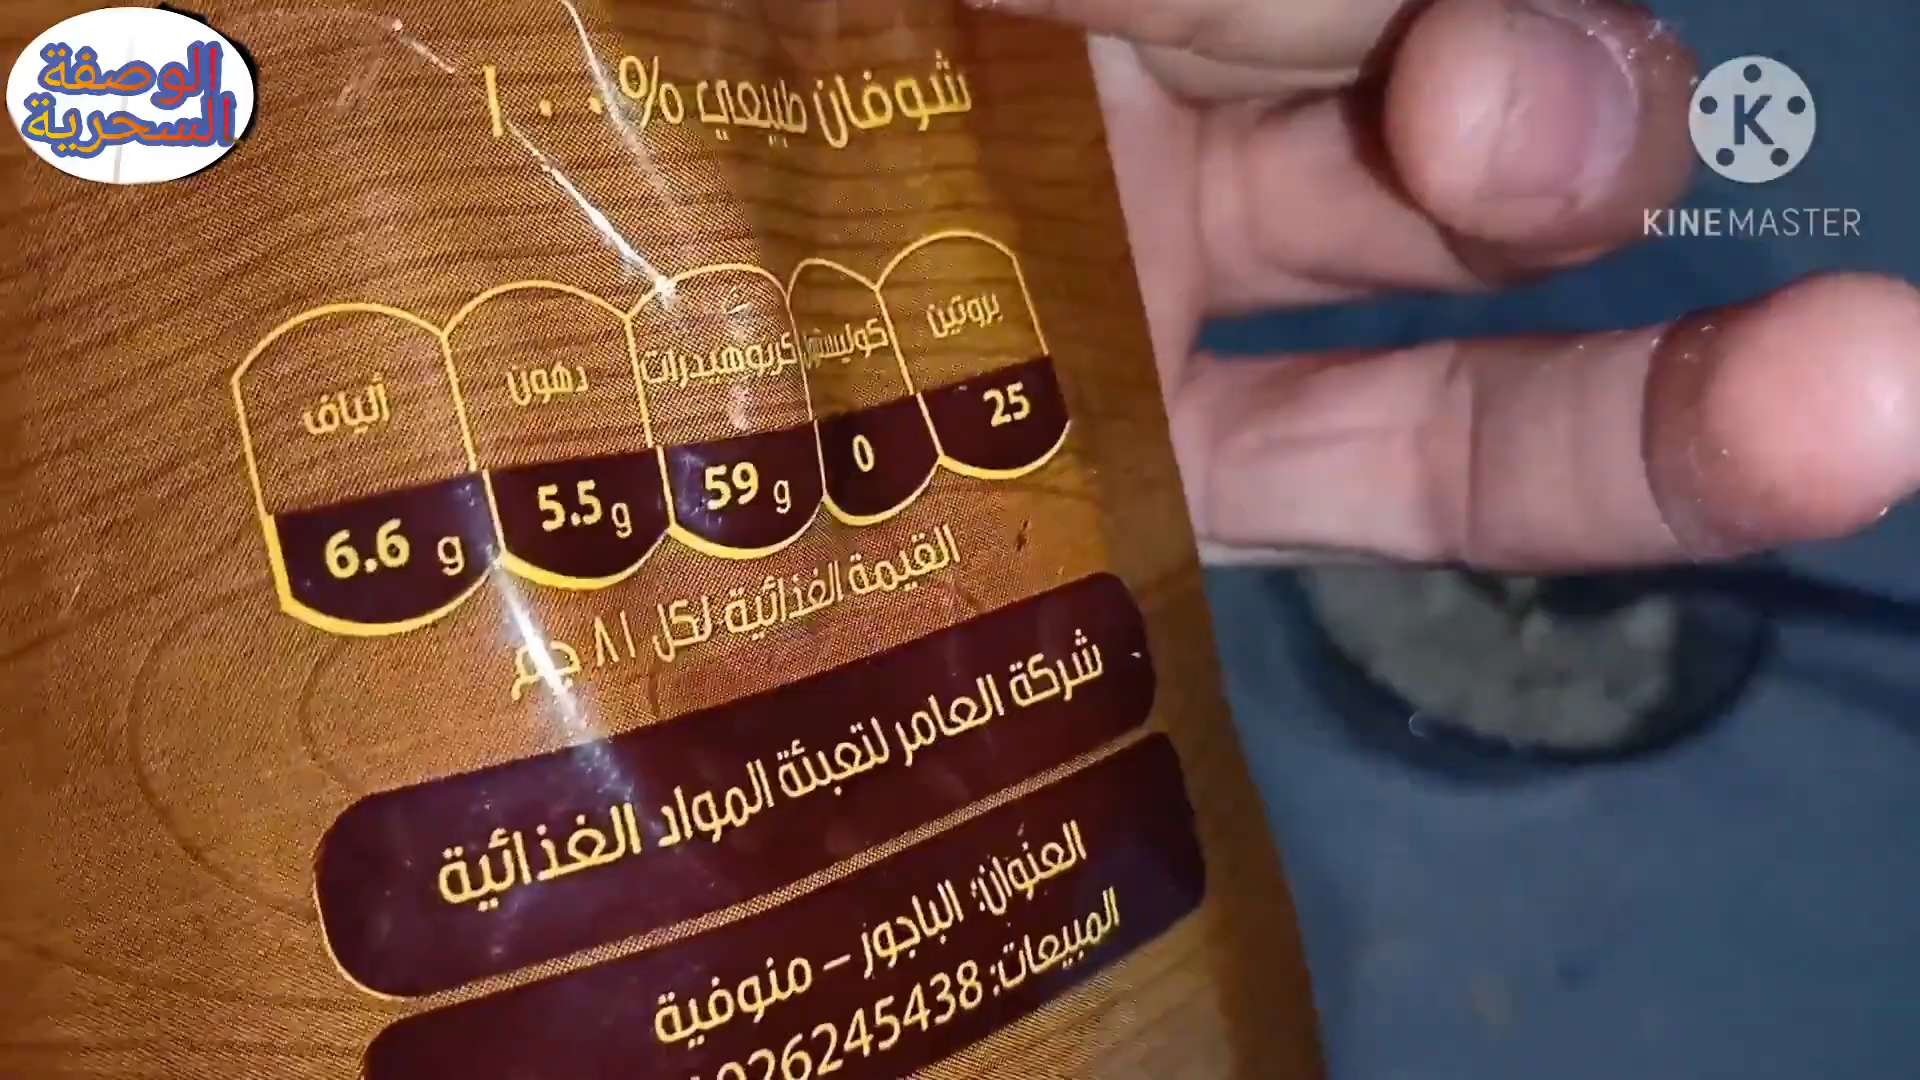 الوصفة
السحرية
KINEMASTER
شوفان طبيعي %١٠٠
بروتين
كوليسترول
كربوهيدرات
دهون
ألياف
25
0
59 g
5.5 g
6.6 g
القيمة الغذائية لكل ٨١ جم
شركة العامر لتعبئة المواد الغذائية
العنوان: الباجور – منوفية
المبيعات: 026245438